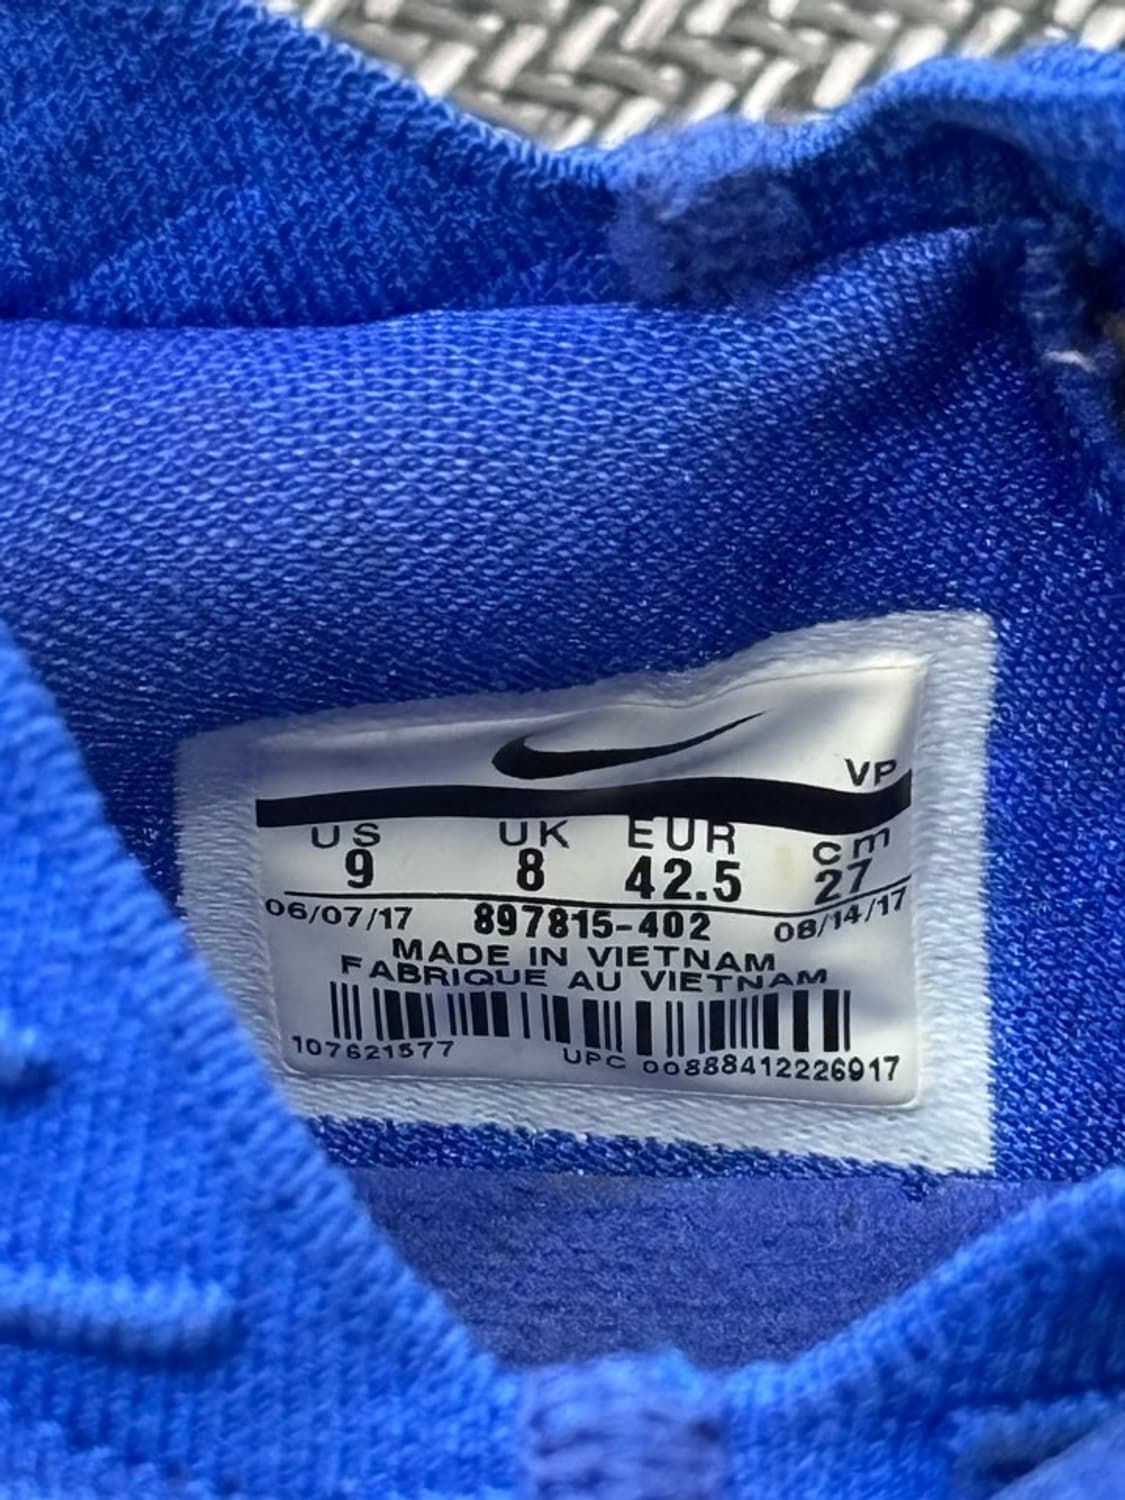 VP
US UK EUR cm
9 8 42.5 27
06/07/17 897815-402 08/14/17
MADE IN VIETNAM
FABRIQUE AU VIETNAM
107621577 UPC 00888412226917